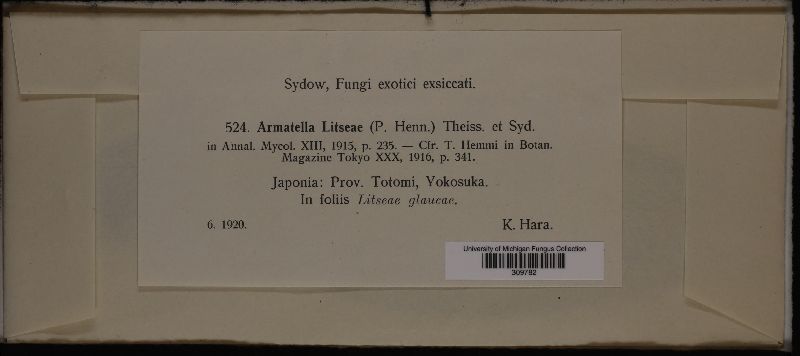 Sydow, Fungi exotici exsiccati.
524. Armatella Litseae (P. Henn.) Theiss. et Syd.
in Annal. Mycol. XIII, 1915, p. 235. — Cfr. T. Hemmi in Botan.
Magazine Tokyo XXX, 1916, p. 341.
Japonia: Prov. Totomi, Yokosuka.
In foliis Litseae glaucae.
6. 1920. K. Hara.
University of Michigan Fungus Collection
309782